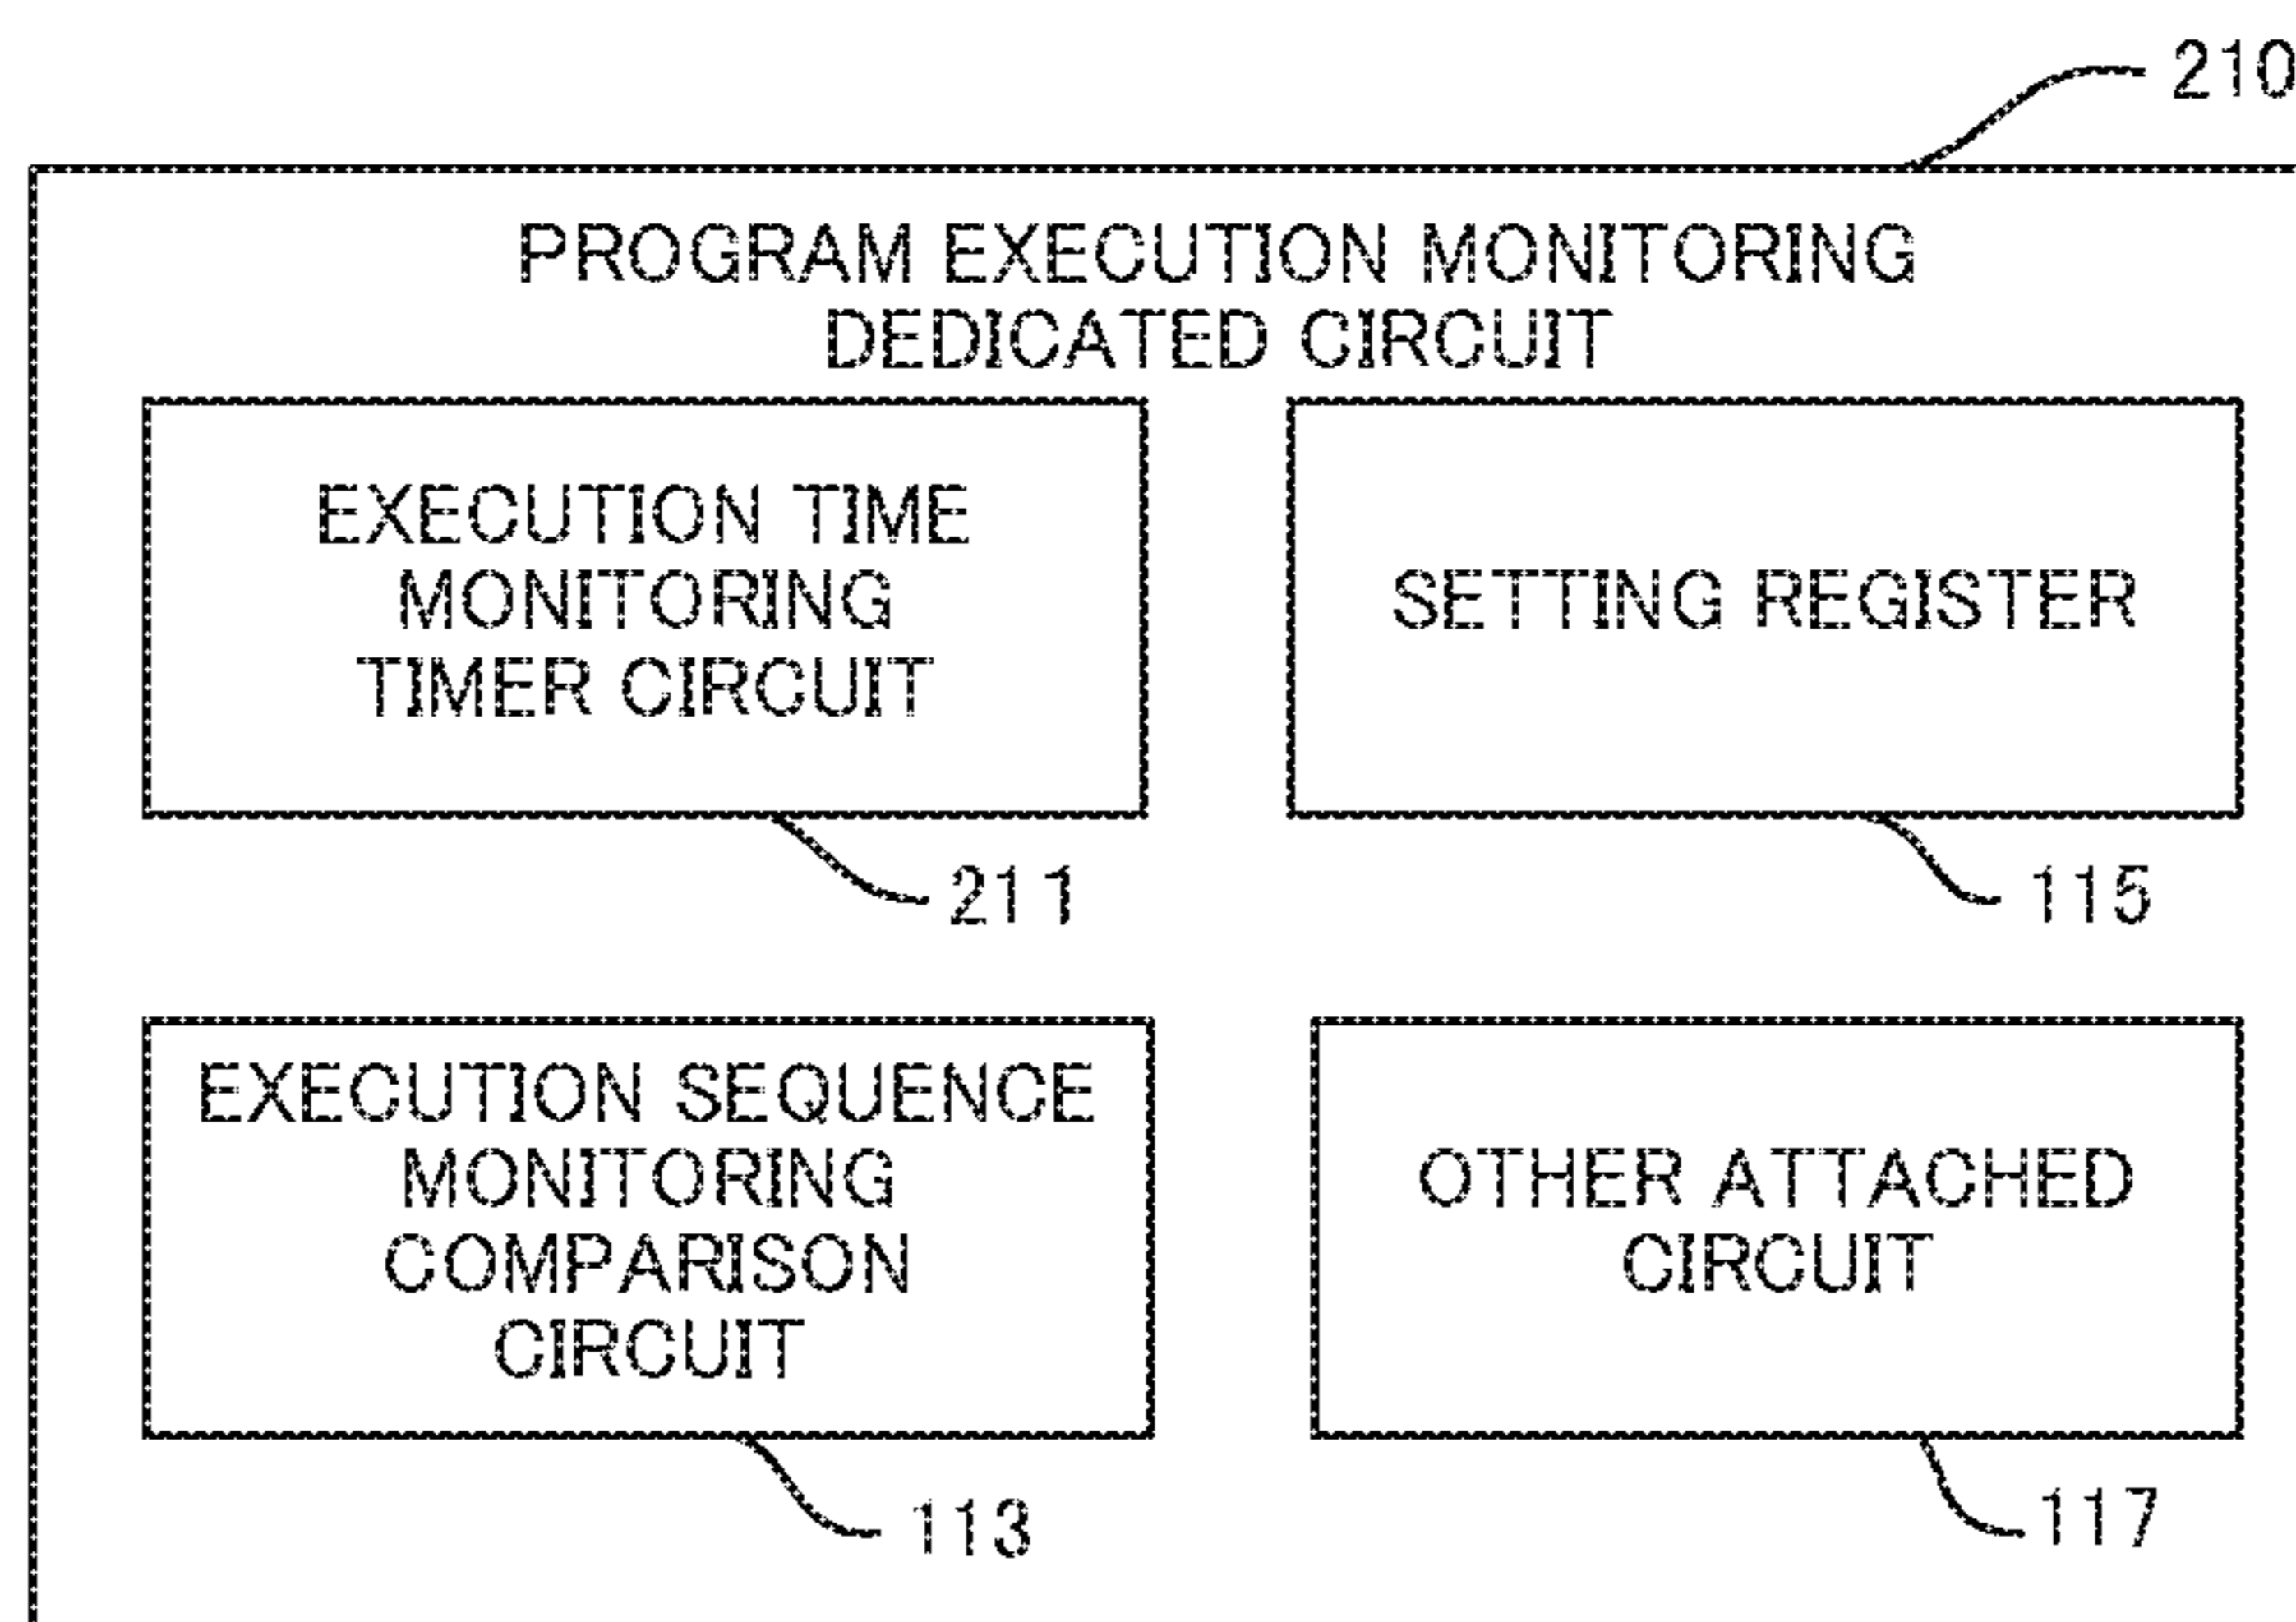 210
PROGRAM EXECUTION MONITORING
DEDICATED CIRCUIT
EXECUTION TIME
MONITORING
TIMER CIRCUIT
211
SETTING REGISTER
115
EXECUTION SEQUENCE
MONITORING
COMPARISON
CIRCUIT
113
OTHER ATTACHED
CIRCUIT
117